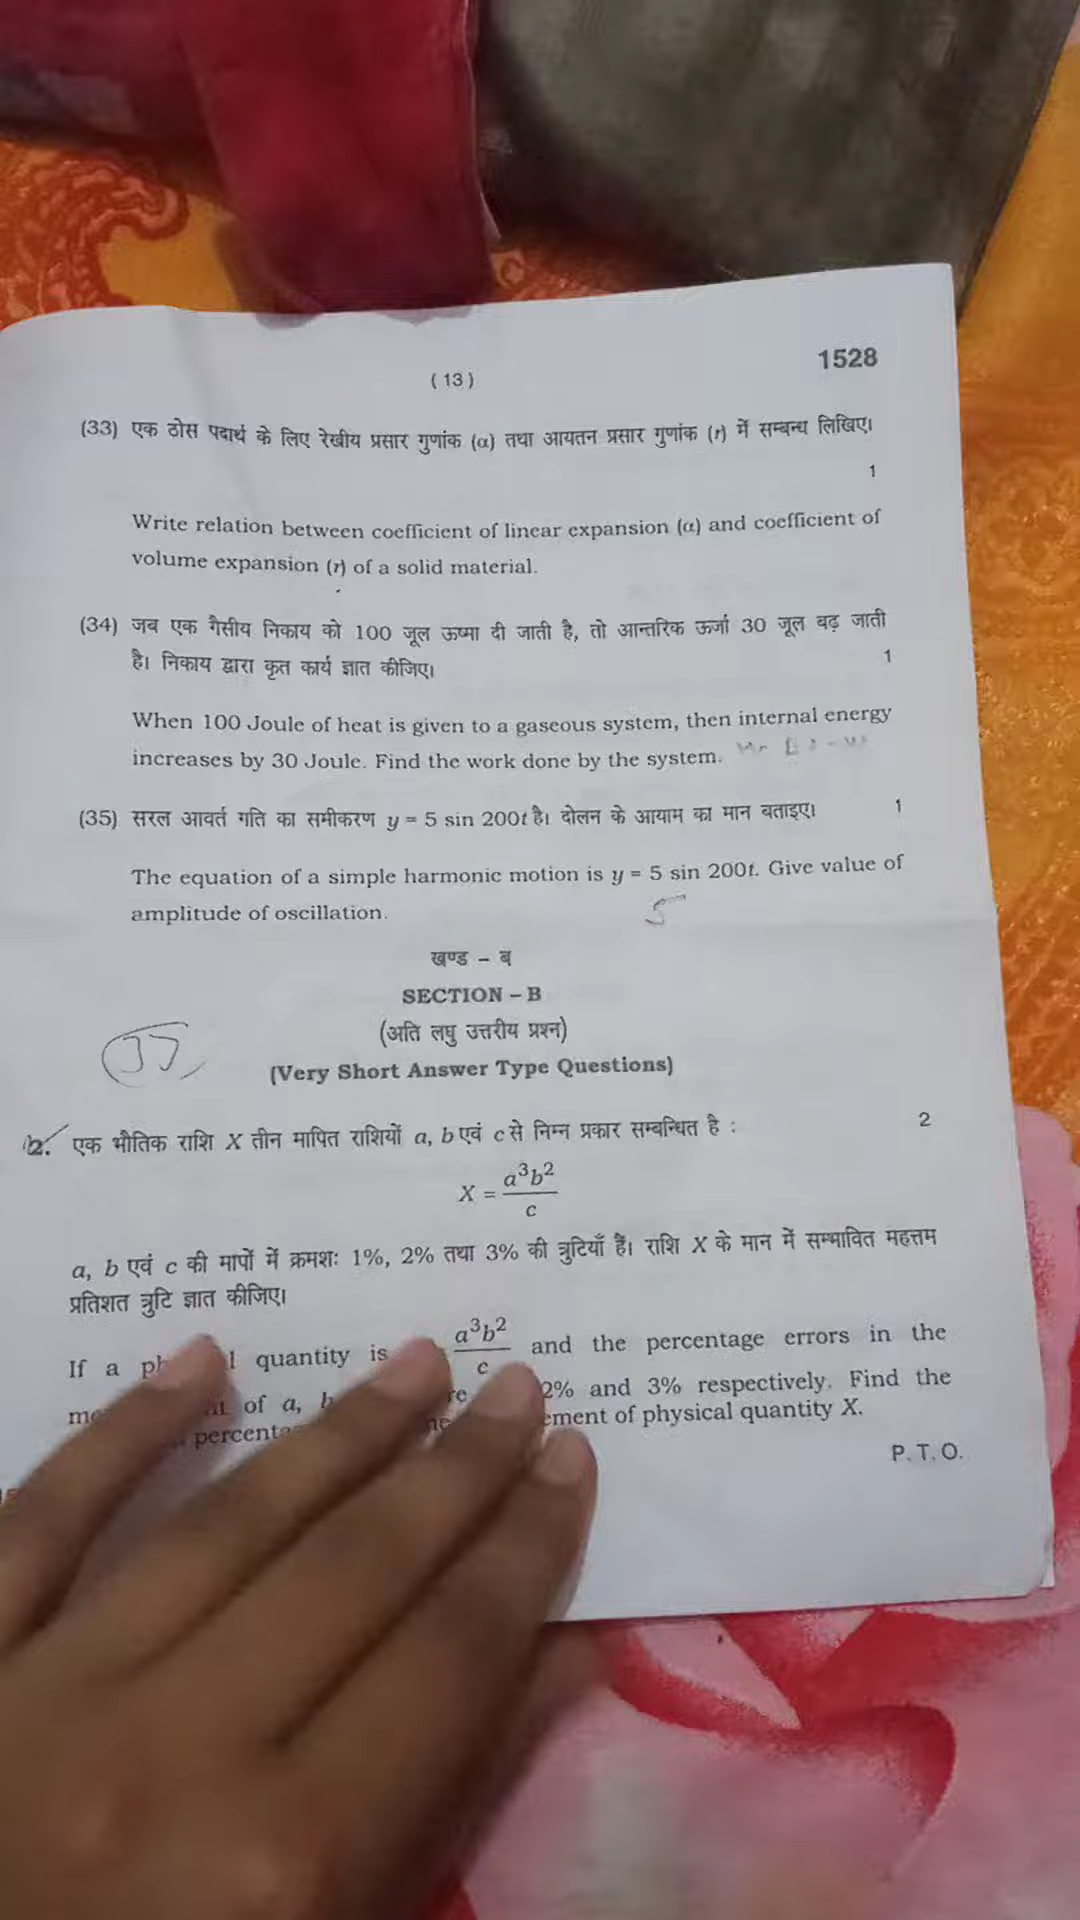 1528
( 13 )
(33) एक ठोस पदार्थ के लिए रेखीय प्रसार गुणांक (α) तथा आयतन प्रसार गुणांक (r) में सम्बन्ध लिखिए।
1
Write relation between coefficient of linear expansion (α) and coefficient of
volume expansion (r) of a solid material.
(34) जब एक गैसीय निकाय को 100 जूल ऊष्मा दी जाती है, तो आन्तरिक ऊर्जा 30 जूल बढ़ जाती
है। निकाय द्वारा कृत कार्य ज्ञात कीजिए।
1
When 100 Joule of heat is given to a gaseous system, then internal energy
increases by 30 Joule. Find the work done by the system.
(35) सरल आवर्त गति का समीकरण y = 5 sin 200t है। दोलन के आयाम का मान बताइए।
1
The equation of a simple harmonic motion is y = 5 sin 200t. Give value of
amplitude of oscillation.
5
खण्ड – ब
SECTION – B
(अति लघु उत्तरीय प्रश्न)
(Very Short Answer Type Questions)
2. एक भौतिक राशि X तीन मापित राशियों a, b एवं c से निम्न प्रकार सम्बन्धित है :
2
X = a³b²/c
a, b एवं c की मापों में क्रमशः 1%, 2% तथा 3% की त्रुटियाँ हैं। राशि X के मान में सम्भावित महत्तम
प्रतिशत त्रुटि ज्ञात कीजिए।
If a quantity is a³b²/c and the percentage errors in the
of a, 2% and 3% respectively. Find the
of physical quantity X.
P. T. O.